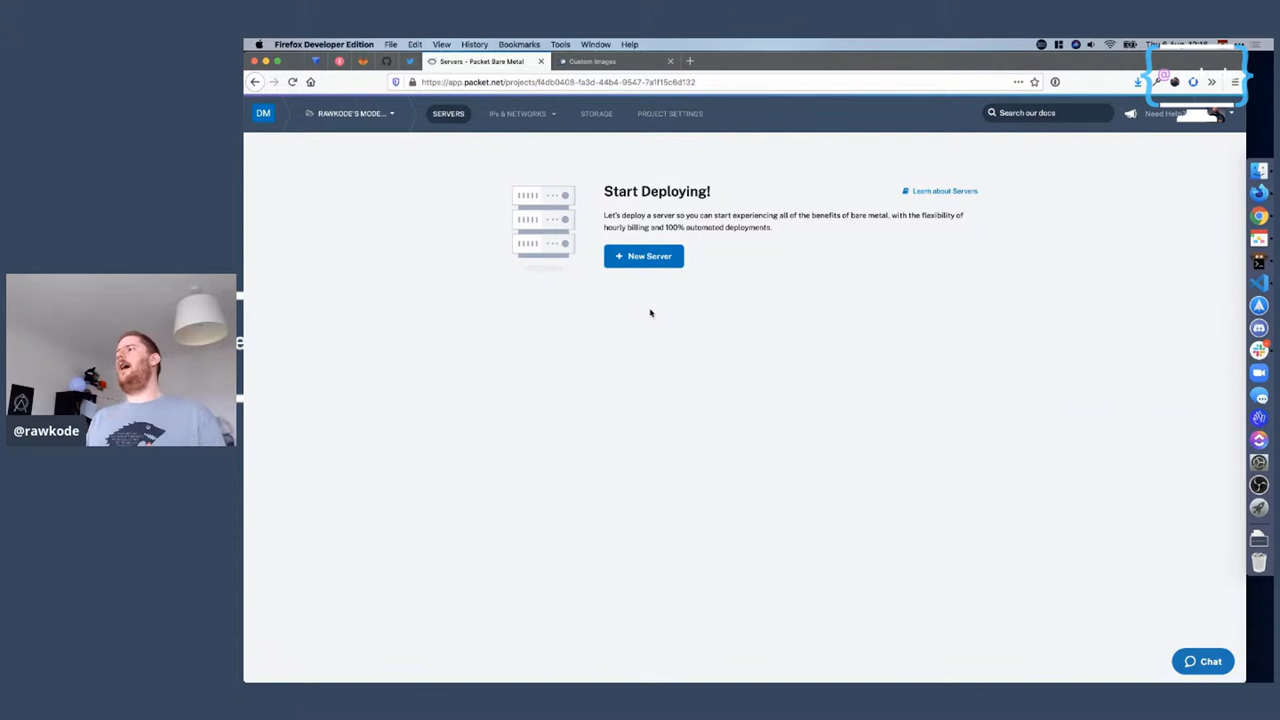 Firefox Developer Edition File Edit View History Bookmarks Tools Window Help
Servers - Packet Bare Metal
Custom Images
https://app.packet.net/projects/f4db0408-fa3d-44b4-9547-7a1f15c6d132
DM
RAWKODE'S MODE...
SERVERS
IPs & NETWORKS
STORAGE
PROJECT SETTINGS
Search our docs
Need Help?
Start Deploying!
Learn about Servers
Let's deploy a server so you can start experiencing all of the benefits of bare metal, with the flexibility of
hourly billing and 100% automated deployments.
+ New Server
@rawkode
Chat